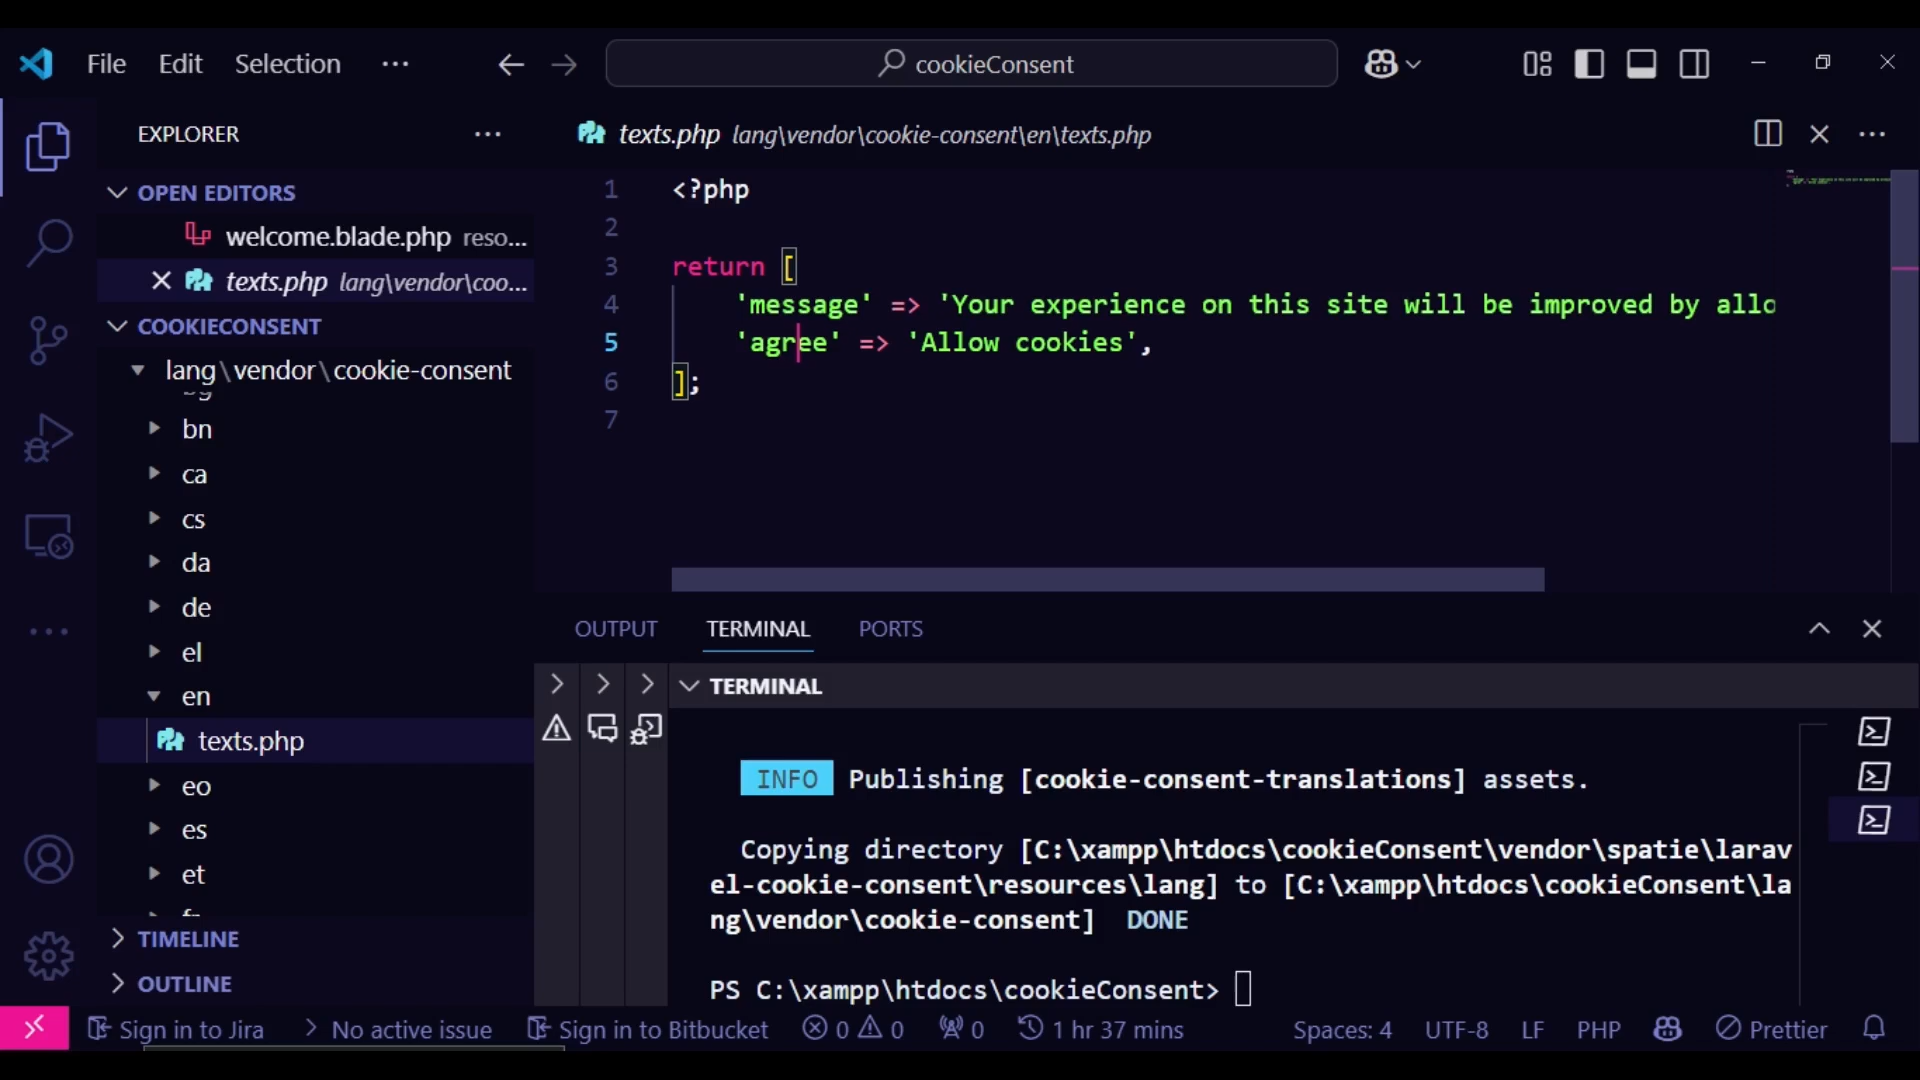 File Edit Selection ··· cookieConsent
EXPLORER ···
OPEN EDITORS
welcome.blade.php reso...
texts.php lang\vendor\coo...
COOKIECONSENT
lang\vendor\cookie-consent
bg
bn
ca
cs
da
de
el
en
texts.php
eo
es
et
TIMELINE
OUTLINE
texts.php lang\vendor\cookie-consent\en\texts.php
1 <?php
2
3 return [
4 'message' => 'Your experience on this site will be improved by allo
5 'agree' => 'Allow cookies',
6 ];
7
OUTPUT TERMINAL PORTS
TERMINAL
INFO Publishing [cookie-consent-translations] assets.
Copying directory [C:\xampp\htdocs\cookieConsent\vendor\spatie\larav
el-cookie-consent\resources\lang] to [C:\xampp\htdocs\cookieConsent\la
ng\vendor\cookie-consent] DONE
PS C:\xampp\htdocs\cookieConsent>
Sign in to Jira No active issue Sign in to Bitbucket 0 0 0 1 hr 37 mins Spaces: 4 UTF-8 LF PHP Prettier